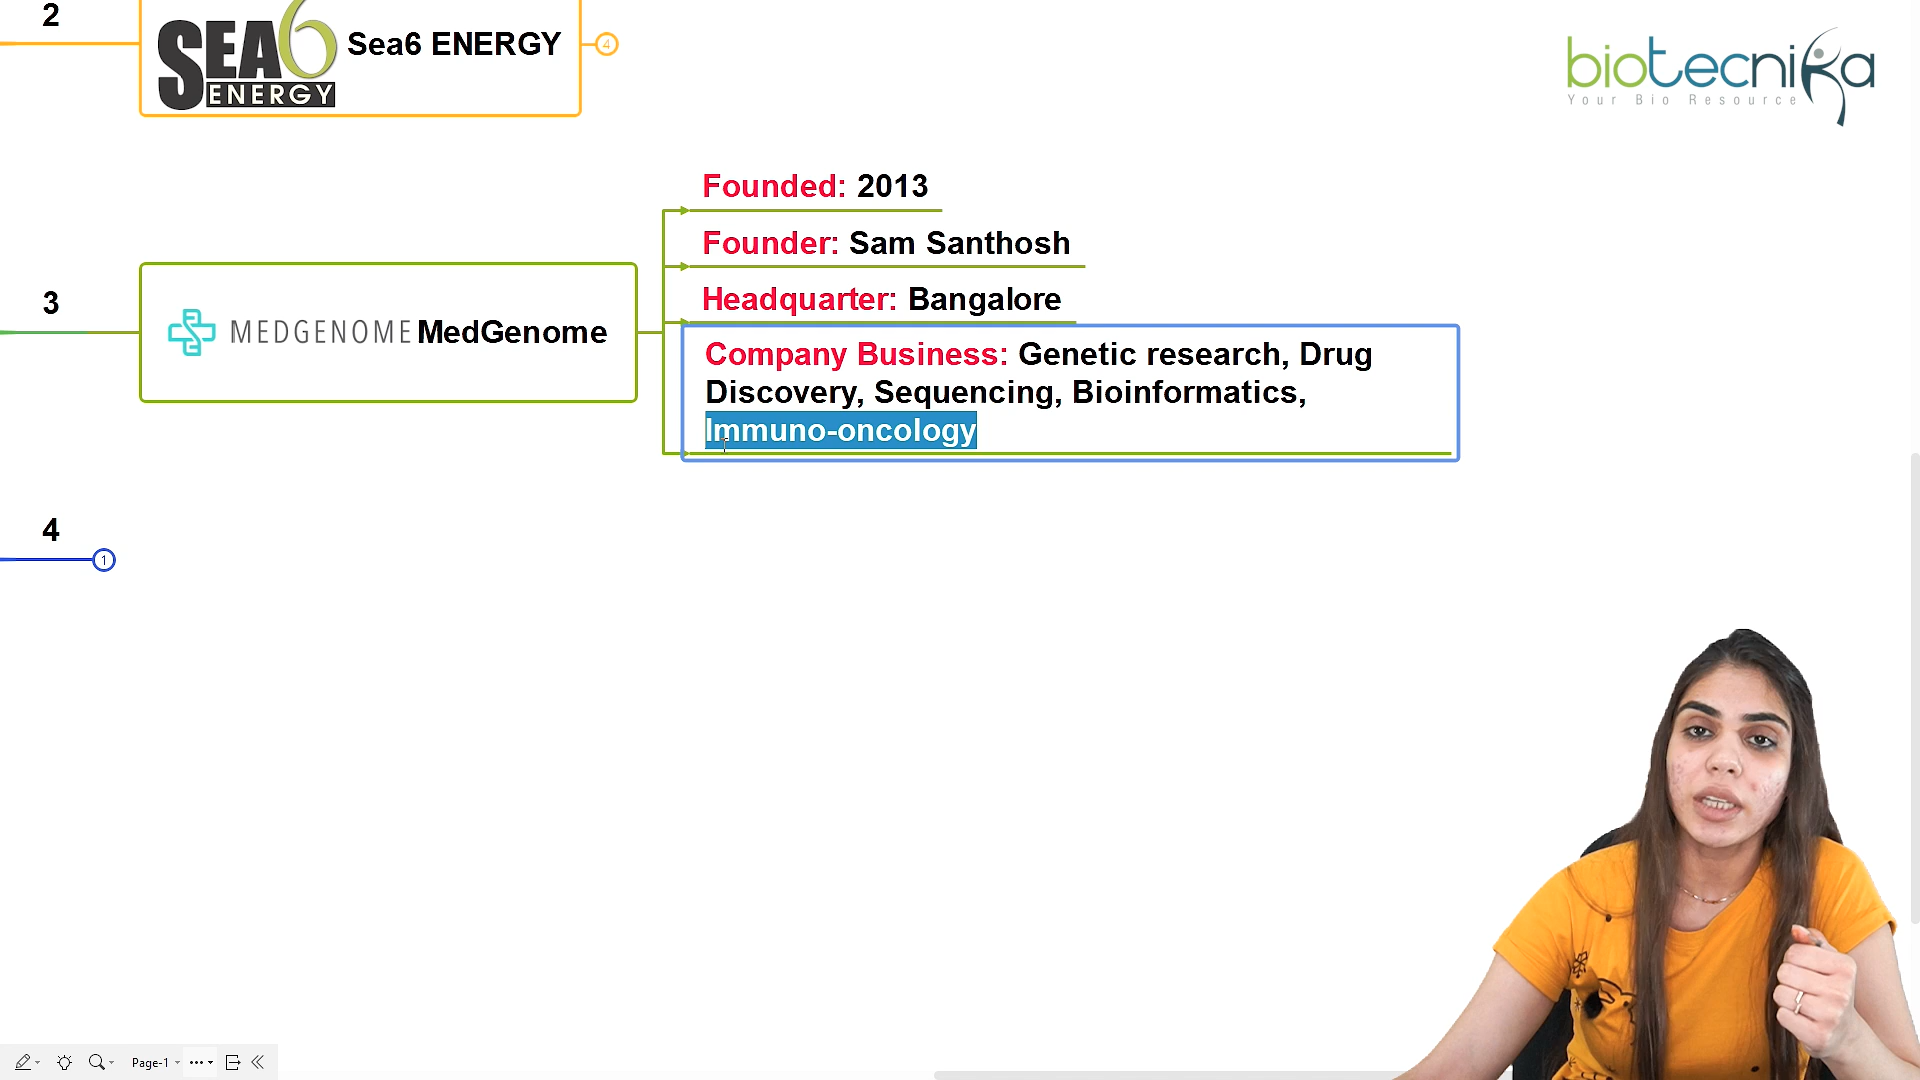 2
SEA6
ENERGY
Sea6 ENERGY
4
biotecnika
Your Bio Resource
Founded: 2013
Founder: Sam Santhosh
Headquarter: Bangalore
3
MEDGENOME MedGenome
Company Business: Genetic research, Drug
Discovery, Sequencing, Bioinformatics,
Immuno-oncology
4
1
Page-1